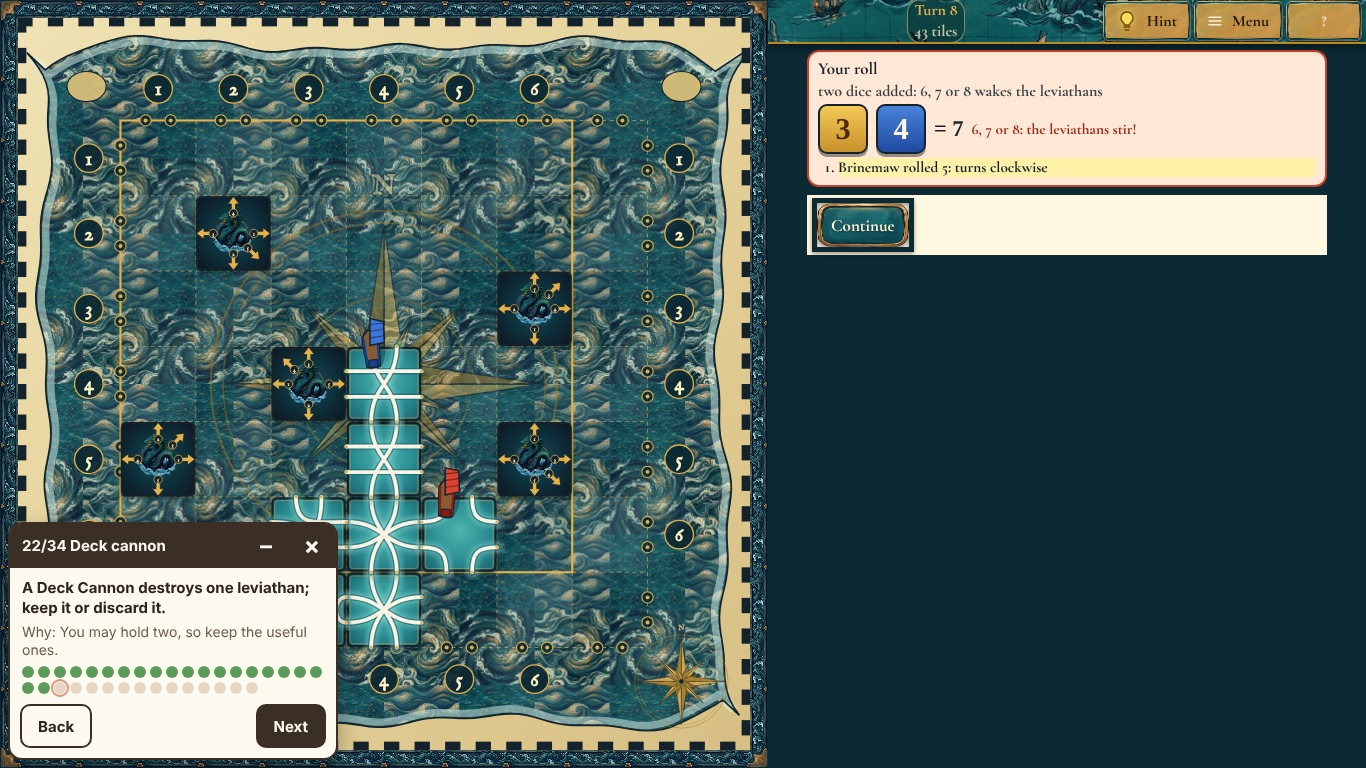 Turn 8
43 tiles
Hint
Menu
?
Your roll
two dice added: 6, 7 or 8 wakes the leviathans
3 4 = 7 6, 7 or 8: the leviathans stir!
1. Brinemaw rolled 5: turns clockwise
Continue
1 2 3 4 5 6
1 1
N
2 2
3 3
4 4
5 5
6
N
4 5 6
22/34 Deck cannon
A Deck Cannon destroys one leviathan;
keep it or discard it.
Why: You may hold two, so keep the useful
ones.
Back
Next